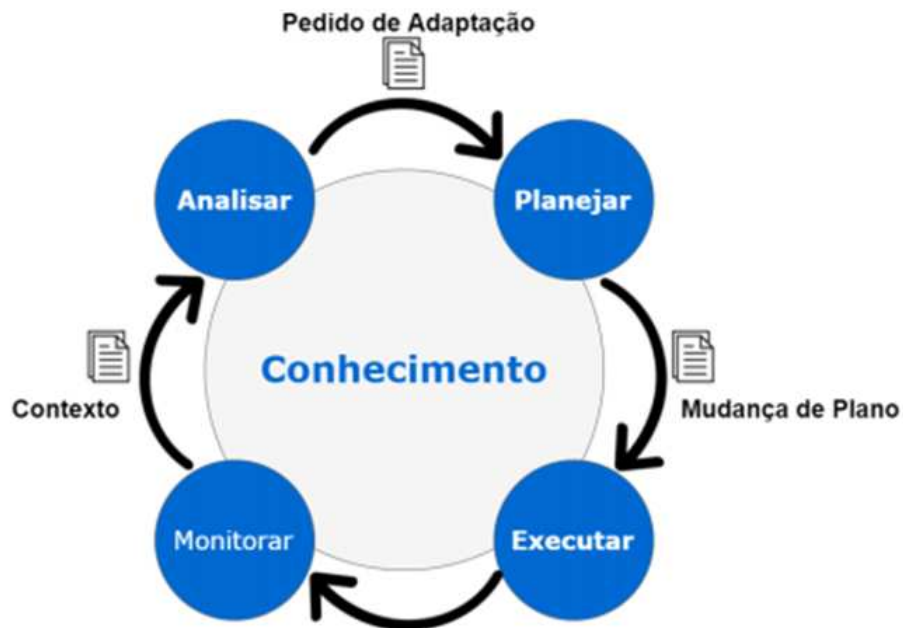 Pedido de Adaptação
Analisar
Planejar
Conhecimento
Contexto
Mudança de Plano
Monitorar
Executar